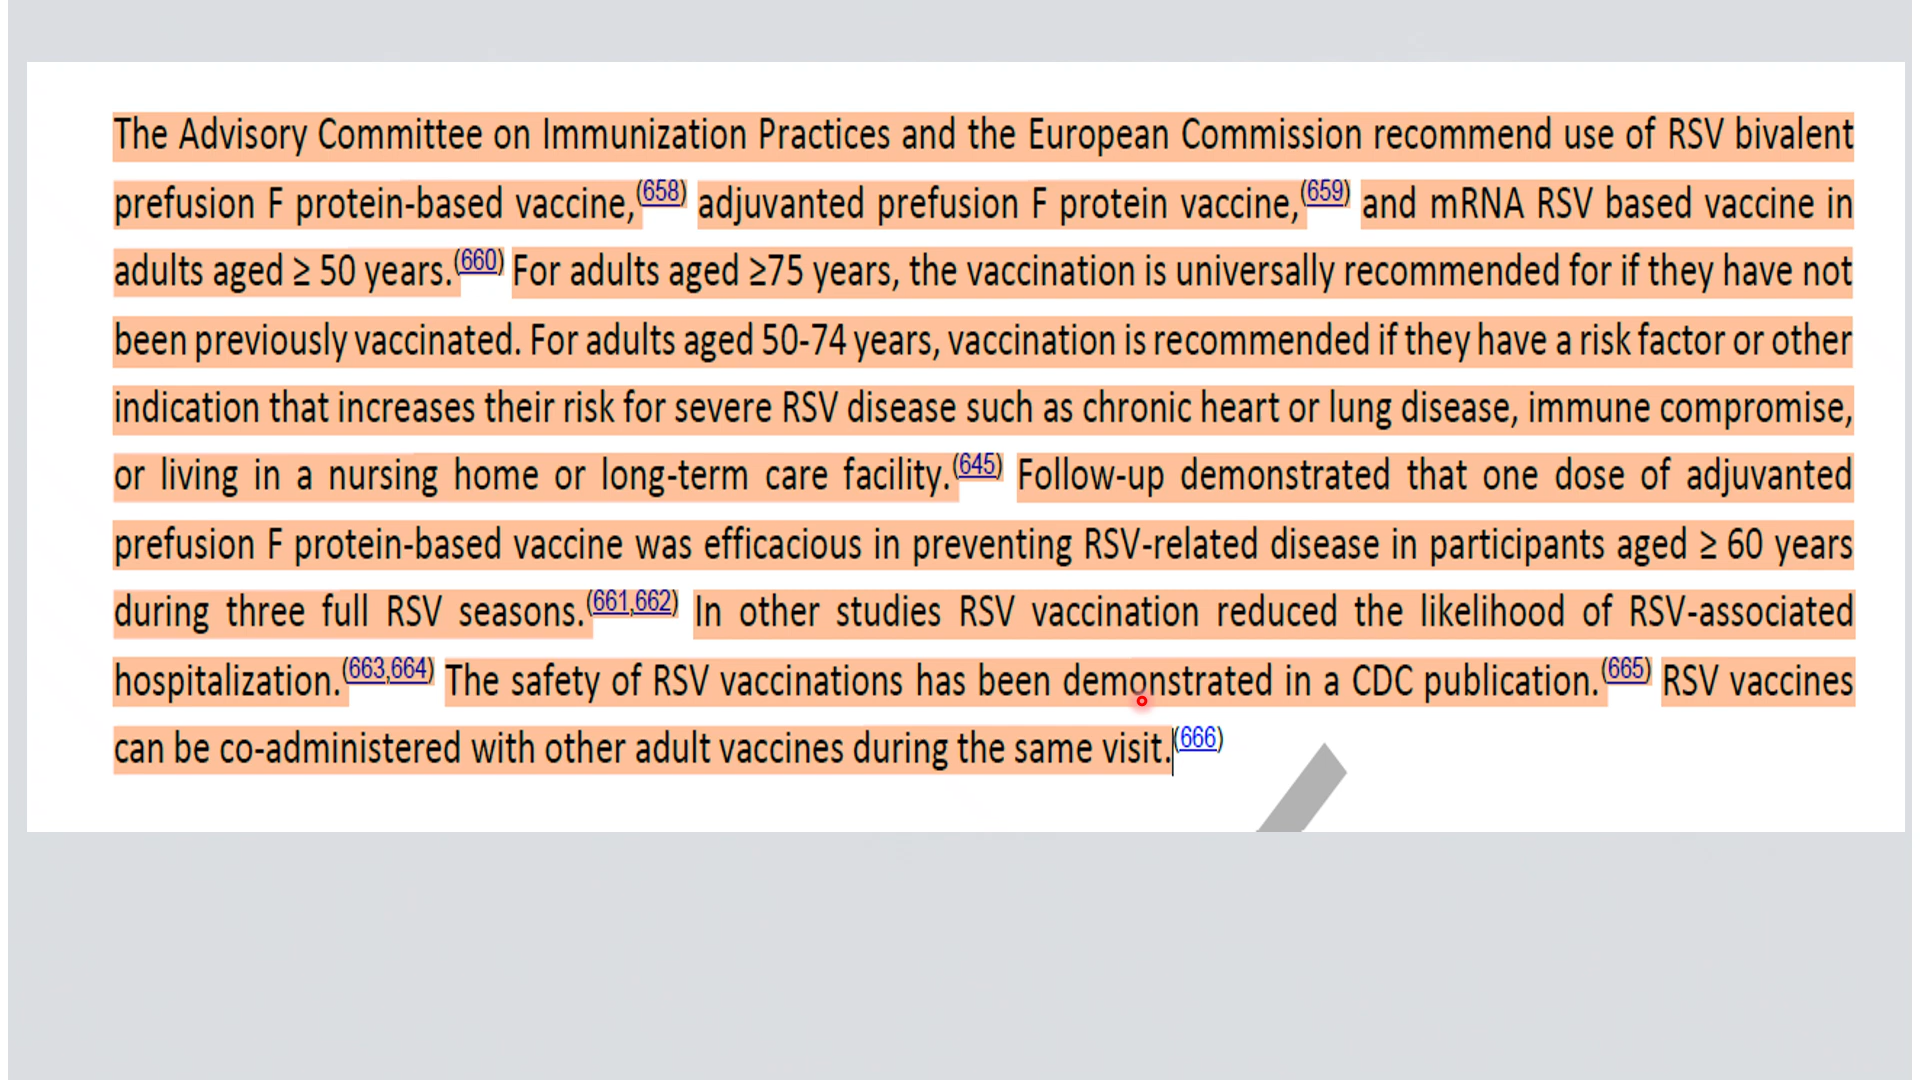 The Advisory Committee on Immunization Practices and the European Commission recommend use of RSV bivalent
prefusion F protein-based vaccine,(658) adjuvanted prefusion F protein vaccine,(659) and mRNA RSV based vaccine in
adults aged ≥ 50 years.(660) For adults aged ≥75 years, the vaccination is universally recommended for if they have not
been previously vaccinated. For adults aged 50-74 years, vaccination is recommended if they have a risk factor or other
indication that increases their risk for severe RSV disease such as chronic heart or lung disease, immune compromise,
or living in a nursing home or long-term care facility.(645) Follow-up demonstrated that one dose of adjuvanted
prefusion F protein-based vaccine was efficacious in preventing RSV-related disease in participants aged ≥ 60 years
during three full RSV seasons.(661,662) In other studies RSV vaccination reduced the likelihood of RSV-associated
hospitalization.(663,664) The safety of RSV vaccinations has been demonstrated in a CDC publication.(665) RSV vaccines
can be co-administered with other adult vaccines during the same visit.(666)